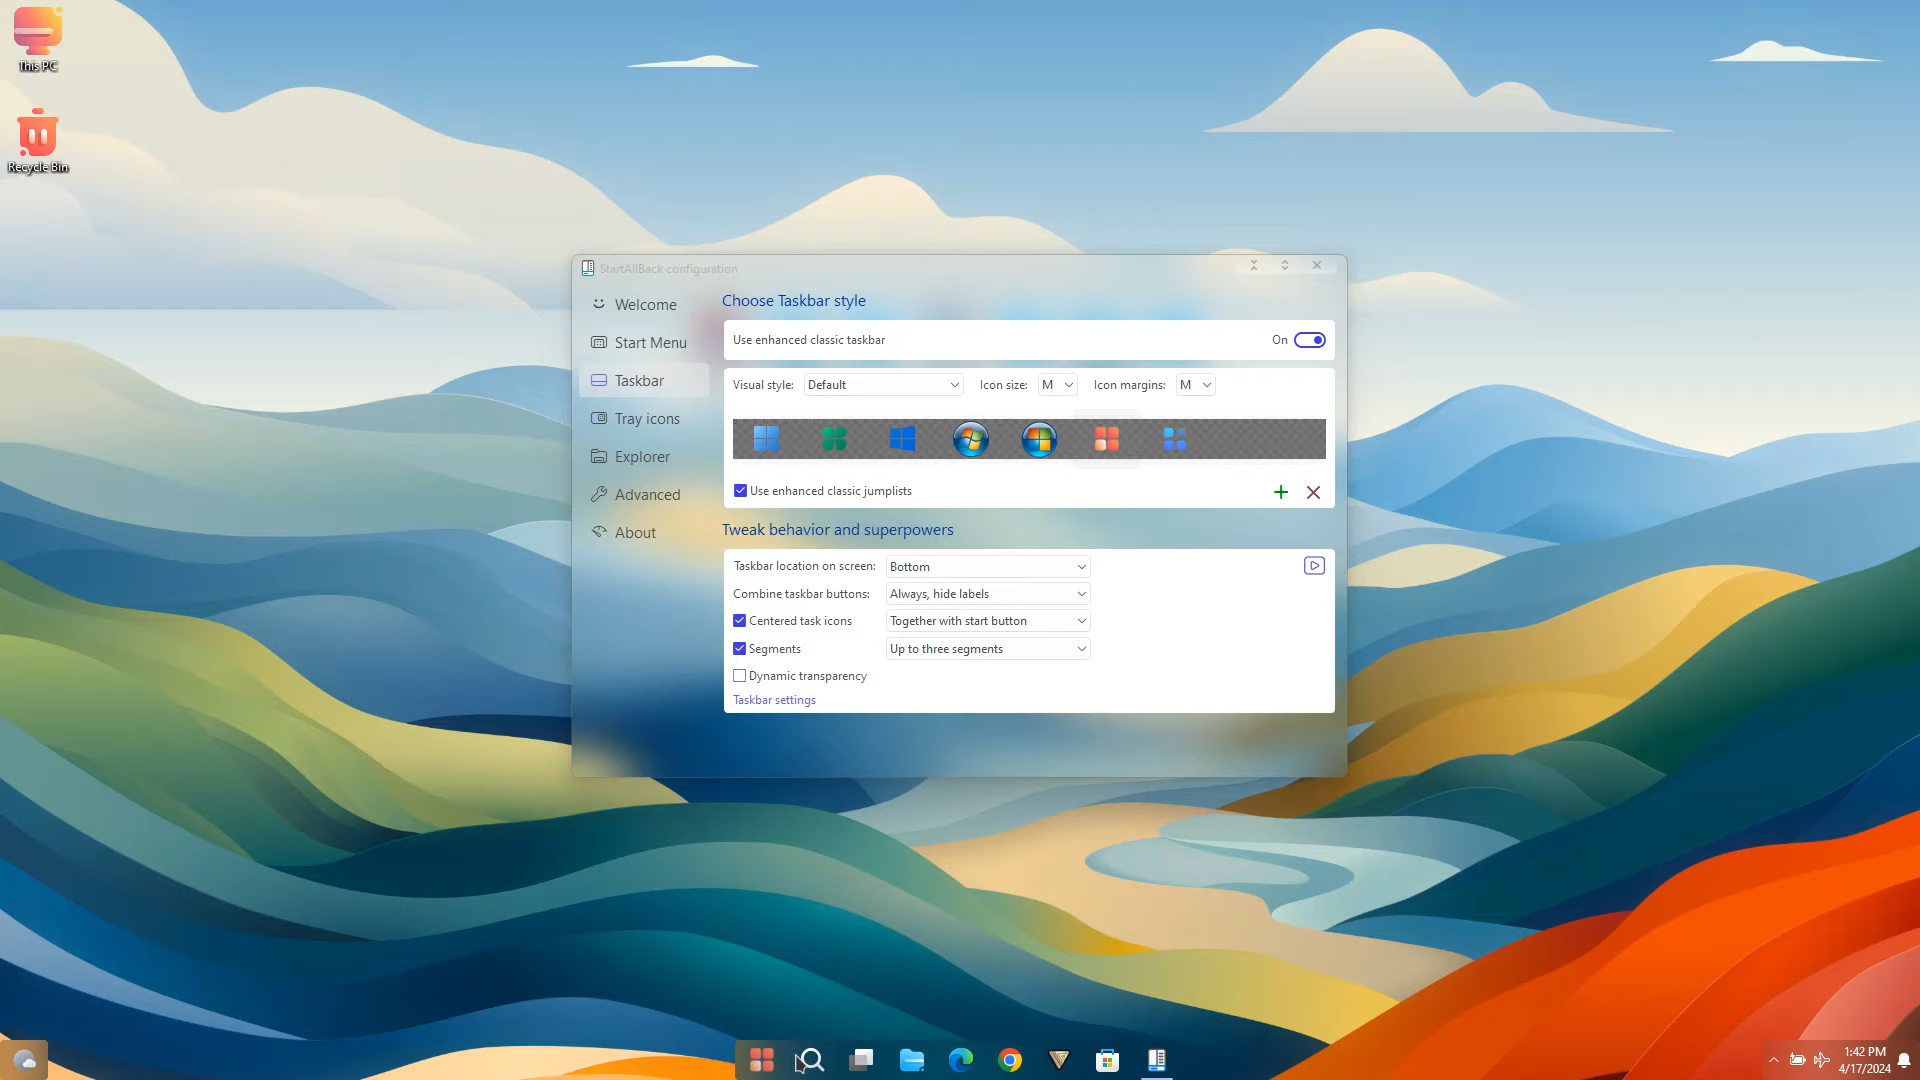 This PC
Recycle Bin
StartAllBack configuration
Welcome
Start Menu
Taskbar
Tray icons
Explorer
Advanced
About
Choose Taskbar style
Use enhanced classic taskbar
On
Visual style: Default Icon size: M Icon margins: M
Use enhanced classic jumplists
Tweak behavior and superpowers
Taskbar location on screen: Bottom
Combine taskbar buttons: Always, hide labels
Centered task icons Together with start button
Segments Up to three segments
Dynamic transparency
Taskbar settings
1:42 PM
4/17/2024